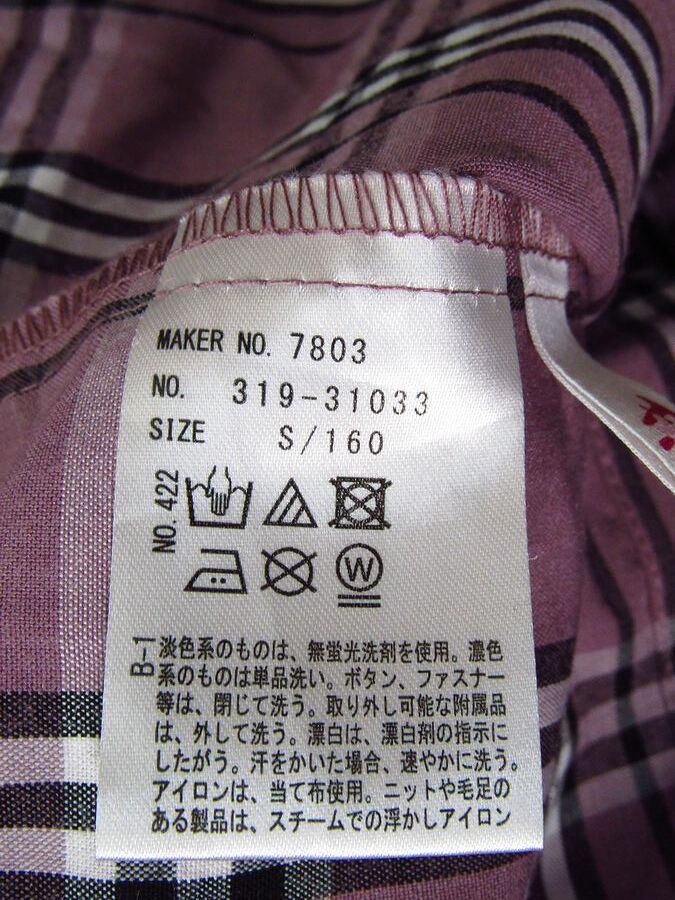 MAKER NO. 7803
NO. 319-31033
SIZE S/160
NO. 422
W
B-1
淡色系のものは、無蛍光洗剤を使用。濃色
系のものは単品洗い。ボタン、ファスナー
等は、閉じて洗う。取り外し可能な附属品
は、外して洗う。漂白は、漂白剤の指示に
したがう。汗をかいた場合、速やかに洗う。
アイロンは、当て布使用。ニットや毛足の
ある製品は、スチームでの浮かしアイロン